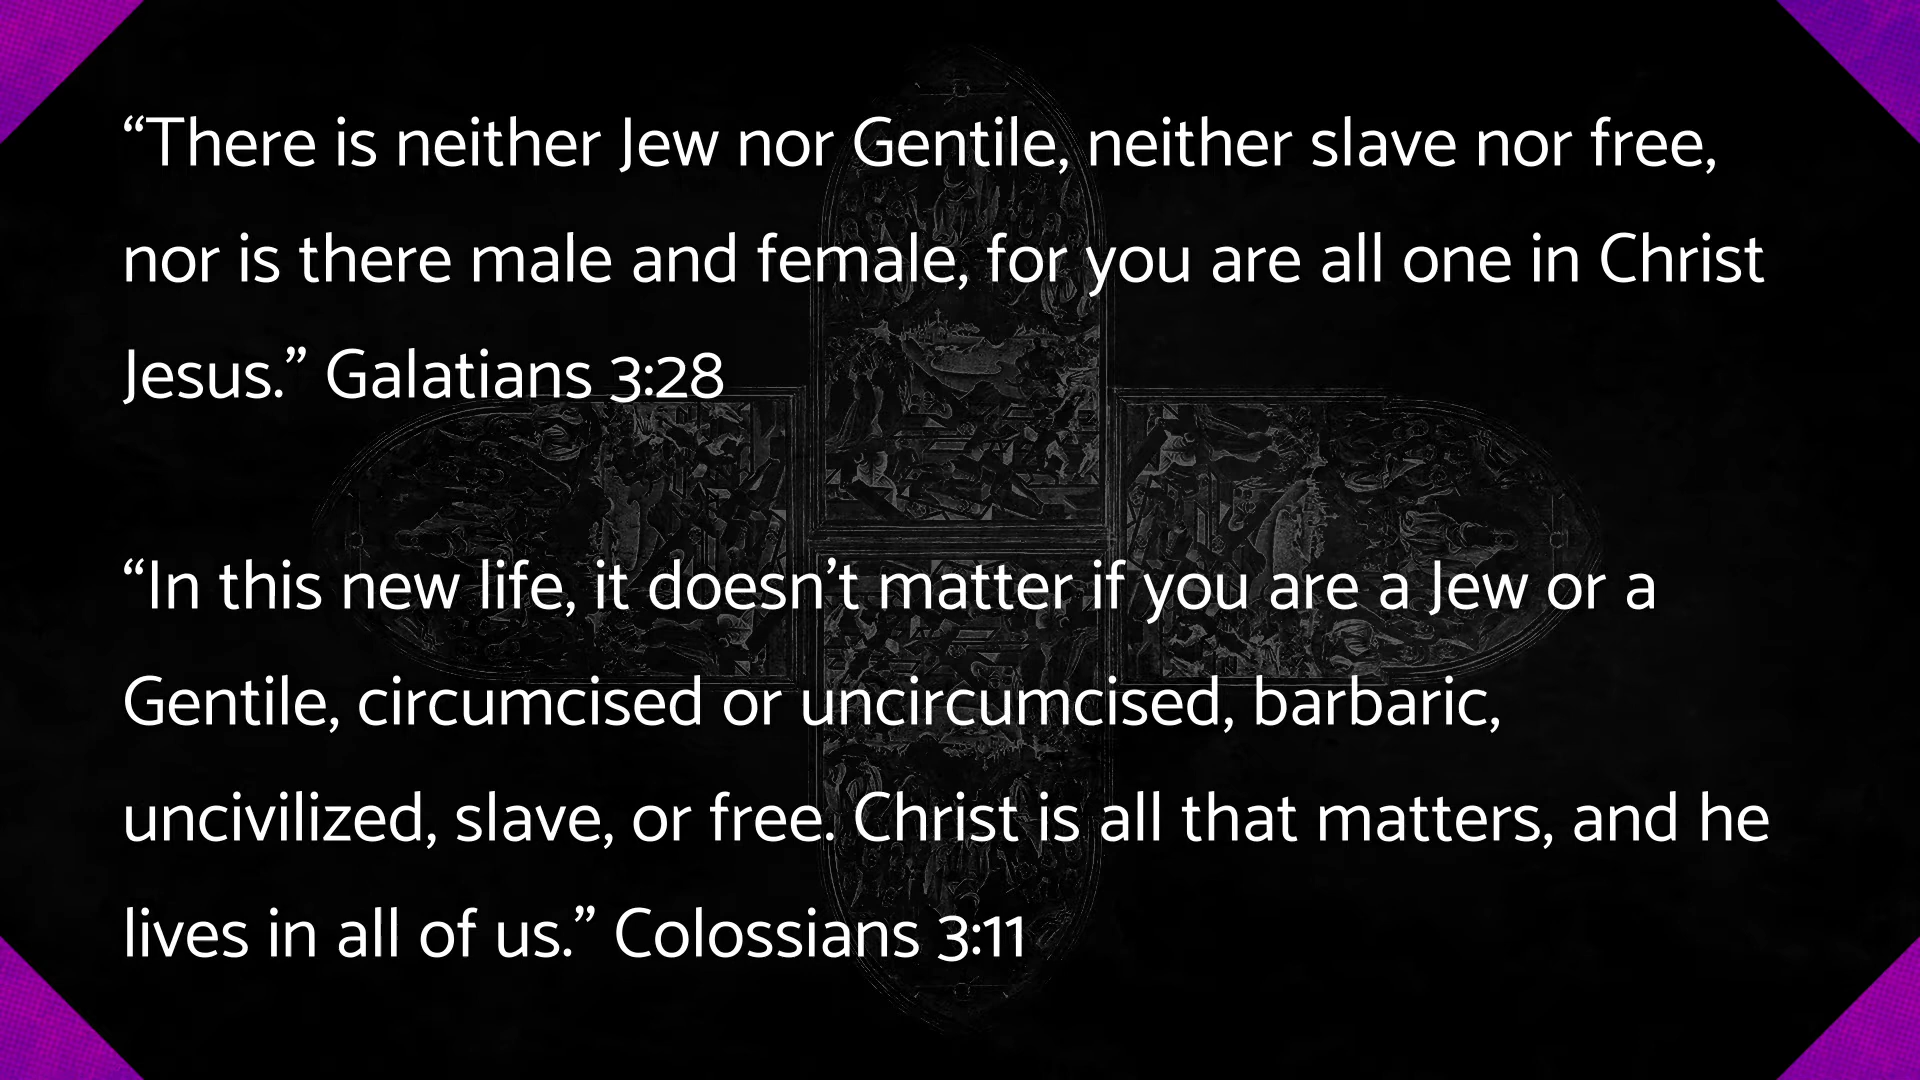 “There is neither Jew nor Gentile, neither slave nor free,
nor is there male and female, for you are all one in Christ
Jesus.” Galatians 3:28
“In this new life, it doesn’t matter if you are a Jew or a
Gentile, circumcised or uncircumcised, barbaric,
uncivilized, slave, or free. Christ is all that matters, and he
lives in all of us.” Colossians 3:11